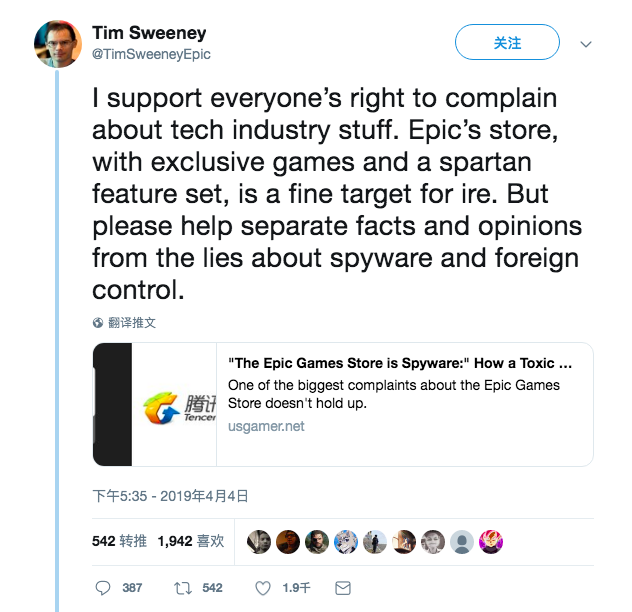 Tim Sweeney
@TimSweeneyEpic
关注
I support everyone's right to complain
about tech industry stuff. Epic's store,
with exclusive games and a spartan
feature set, is a fine target for ire. But
please help separate facts and opinions
from the lies about spyware and foreign
control.
翻译推文
腾讯
Tencent
"The Epic Games Store is Spyware:" How a Toxic ...
One of the biggest complaints about the Epic Games
Store doesn't hold up.
usgamer.net
下午5:35 - 2019年4月4日
542 转推 1,942 喜欢
387 542 1.9千